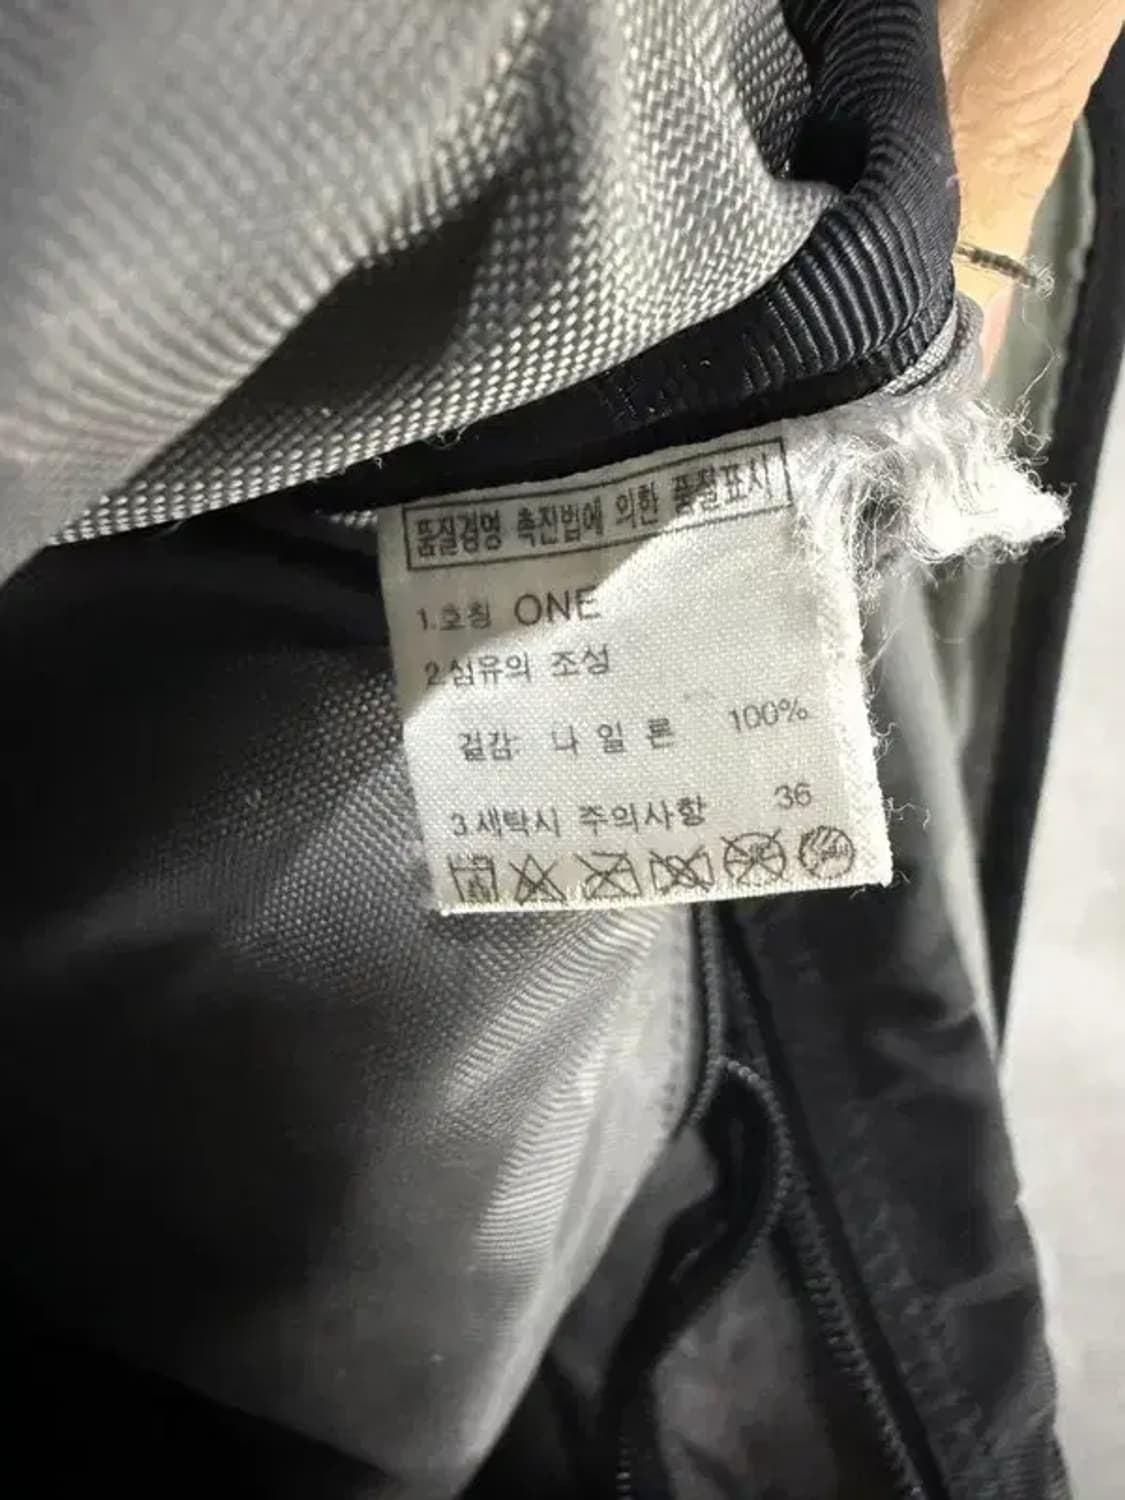 품질경영 촉진법에 의한 품질표시
1.호칭 ONE
2.섬유의 조성
겉감: 나 일 론 100%
3.세탁시 주의사항 36